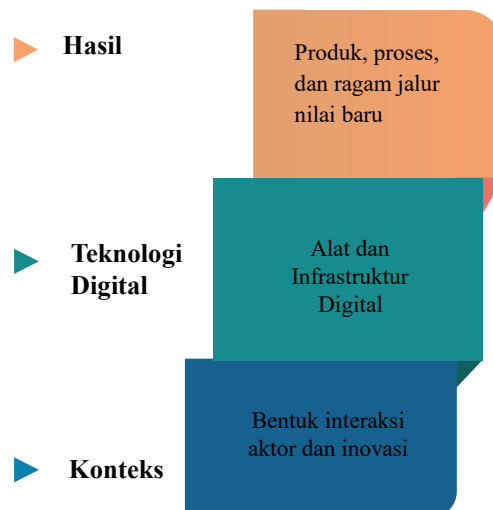 Hasil
Produk, proses,
dan ragam jalur
nilai baru
Teknologi
Digital
Alat dan
Infrastruktur
Digital
Konteks
Bentuk interaksi
aktor dan inovasi